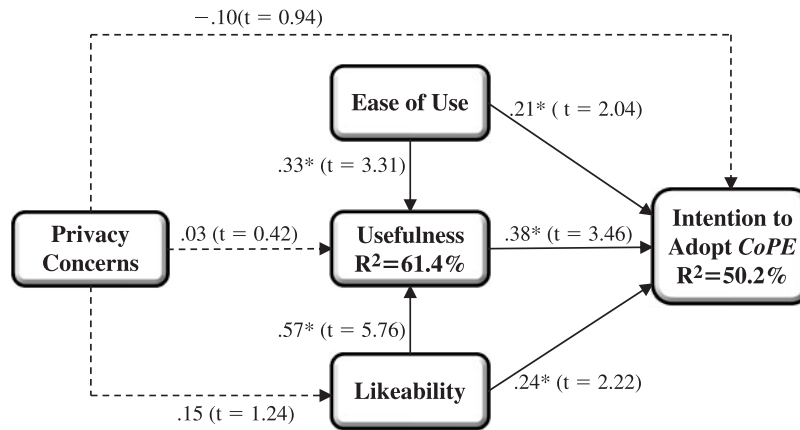 −.10(t = 0.94)
Ease of Use
.21* ( t = 2.04)
.33* (t = 3.31)
Privacy
Concerns
.03 (t = 0.42)
Usefulness
R²=61.4%
.38* (t = 3.46)
Intention to
Adopt CoPE
R²=50.2%
.57* (t = 5.76)
Likeability
.24* (t = 2.22)
.15 (t = 1.24)